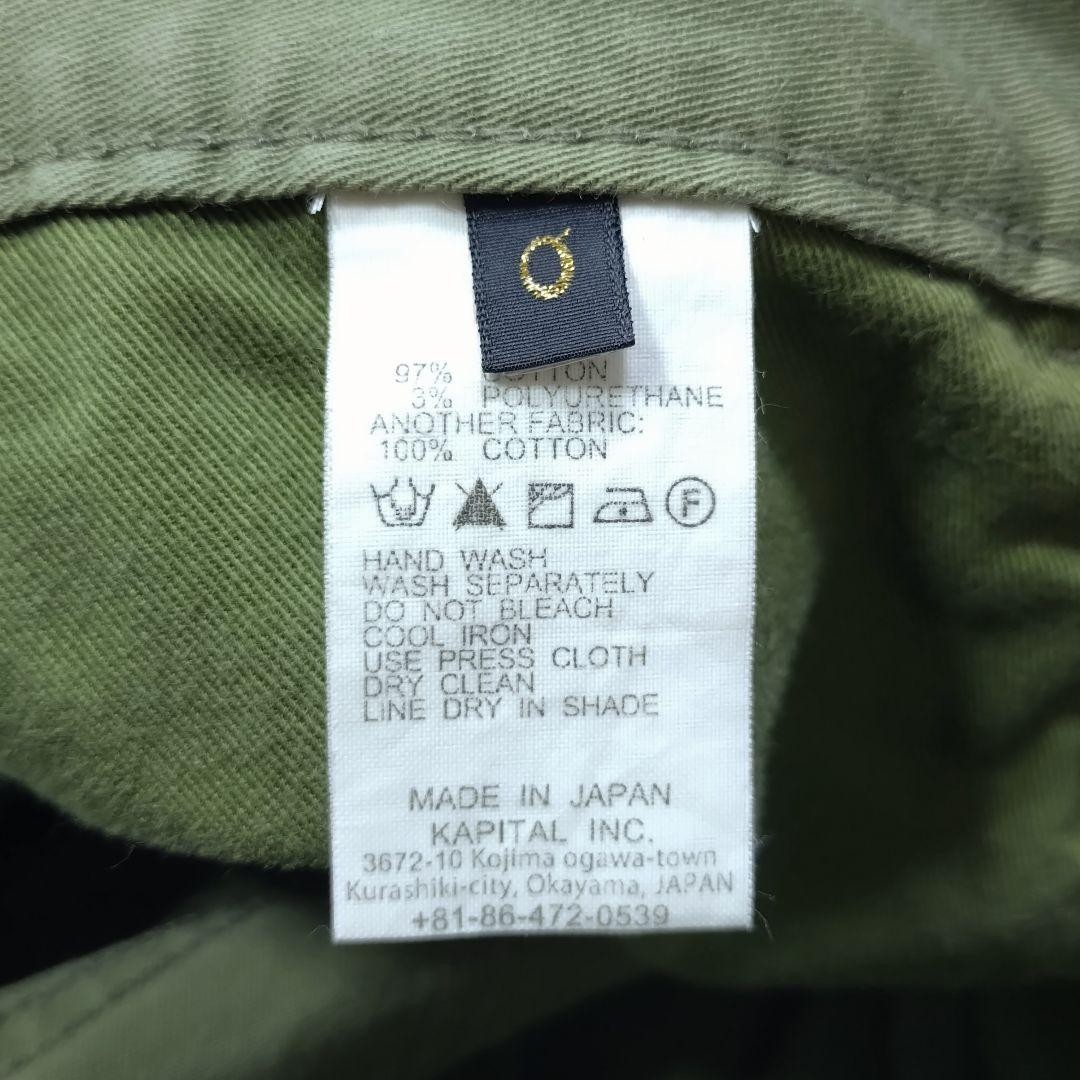 0
97% COTTON
3% POLYURETHANE
ANOTHER FABRIC:
100% COTTON
F
HAND WASH
WASH SEPARATELY
DO NOT BLEACH
COOL IRON
USE PRESS CLOTH
DRY CLEAN
LINE DRY IN SHADE
MADE IN JAPAN
KAPITAL INC.
3672-10 Kojima ogawa-town
Kurashiki-city, Okayama, JAPAN
+81-86-472-0539